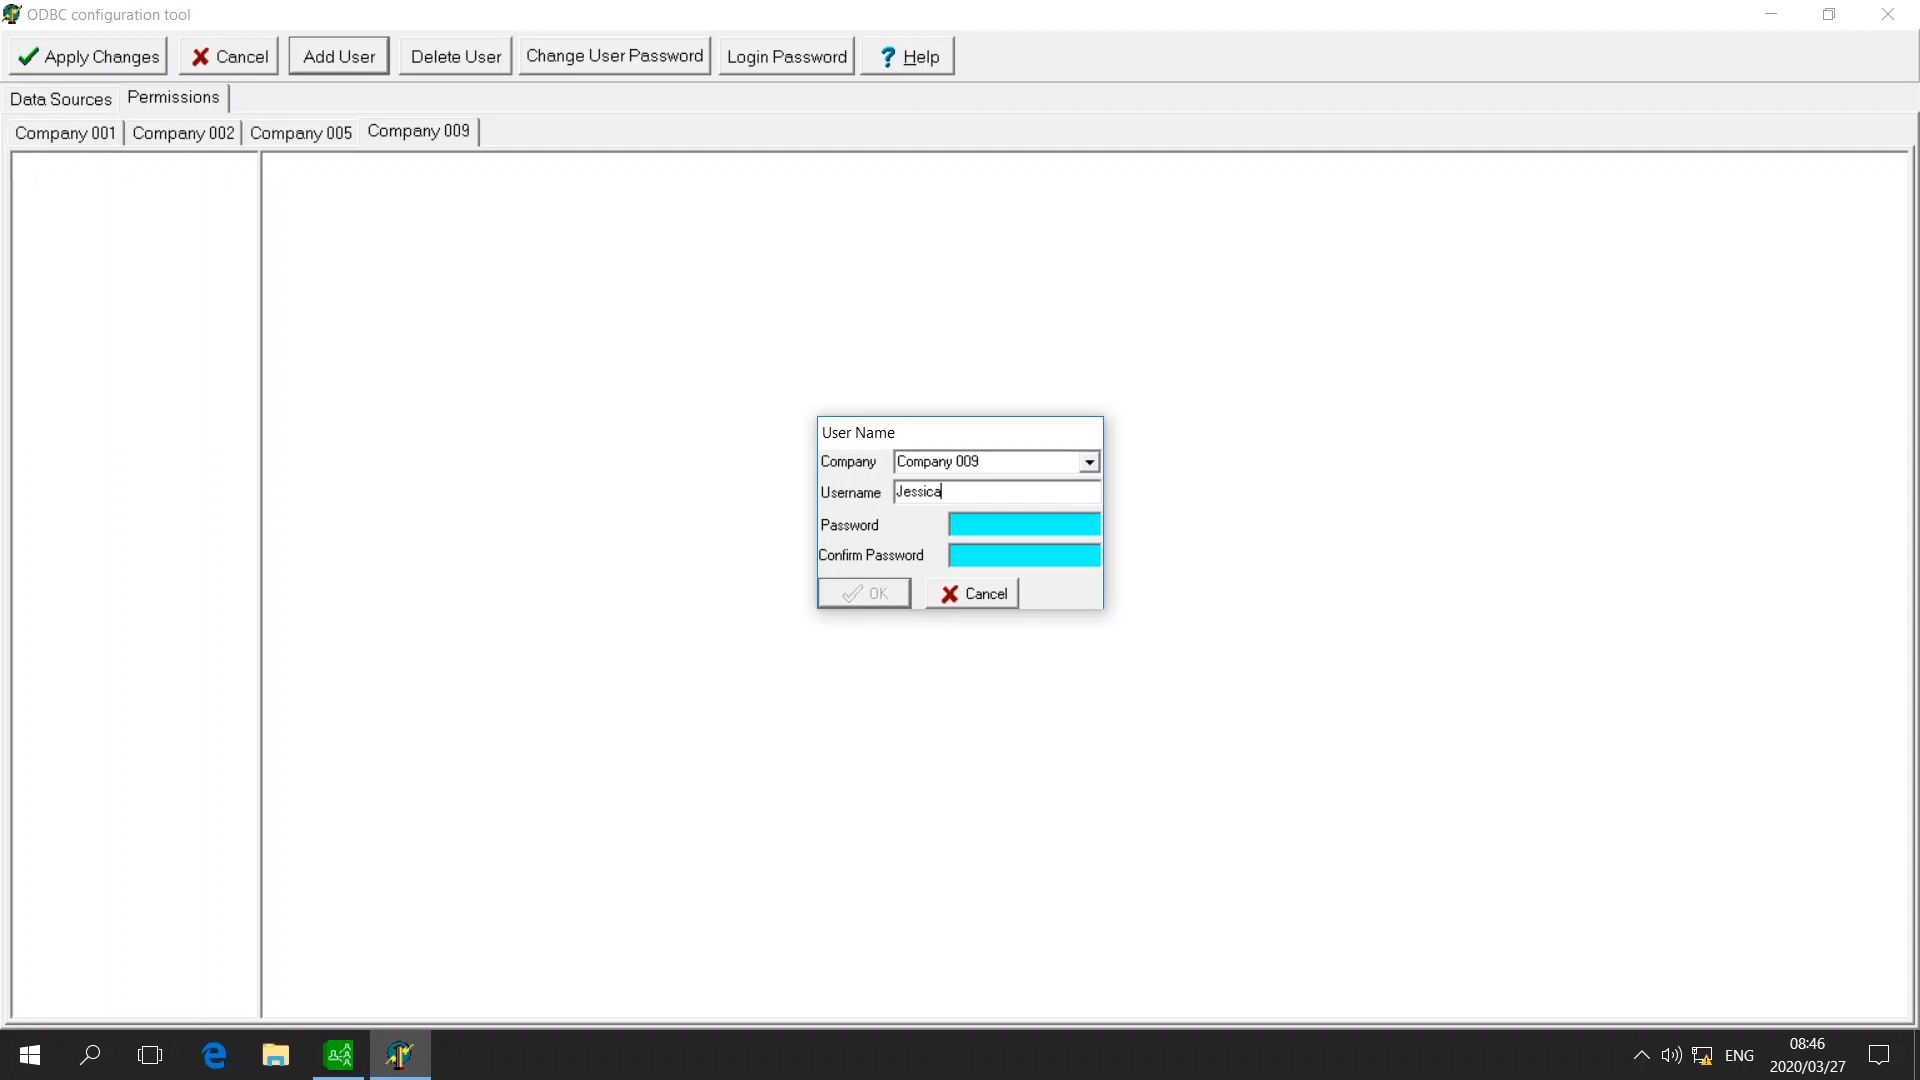 ODBC configuration tool
Apply Changes Cancel Add User Delete User Change User Password Login Password ? Help
Data Sources Permissions
Company 001 Company 002 Company 005 Company 009
User Name
Company Company 009
Username Jessica
Password
Confirm Password
OK Cancel
ENG 08:46
2020/03/27